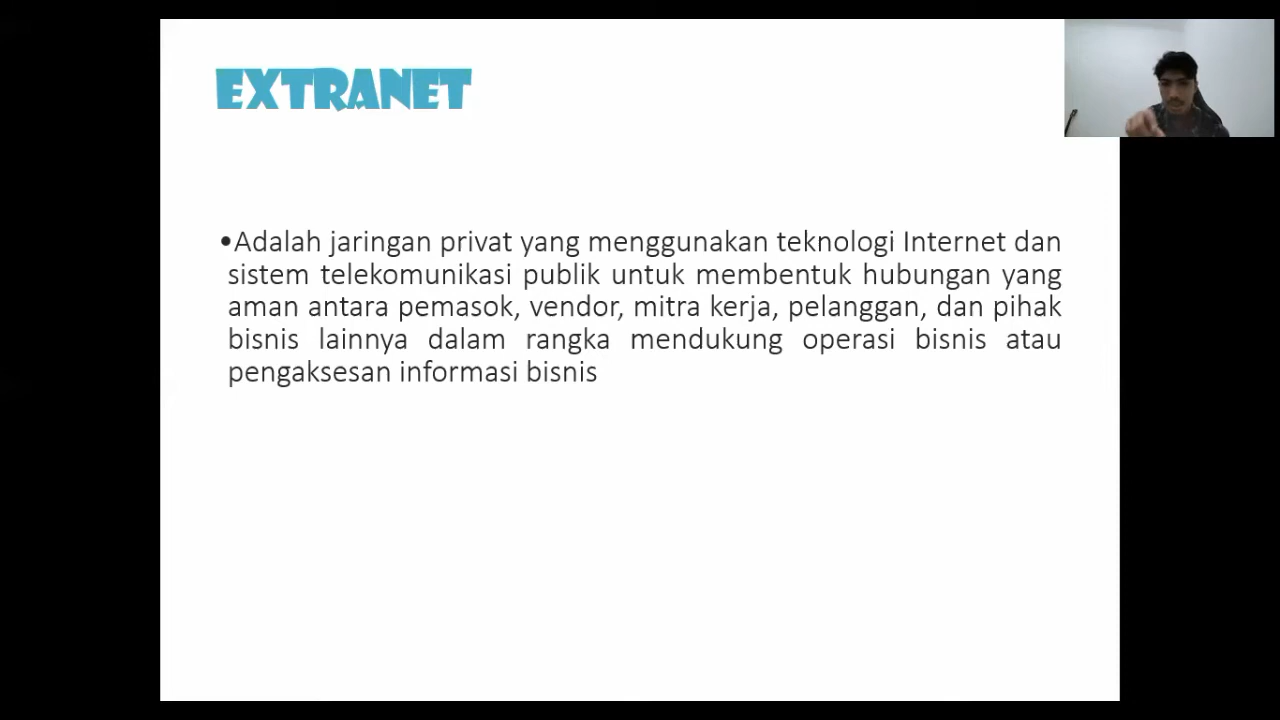 EXTRANET
•Adalah jaringan privat yang menggunakan teknologi Internet dan
sistem telekomunikasi publik untuk membentuk hubungan yang
aman antara pemasok, vendor, mitra kerja, pelanggan, dan pihak
bisnis lainnya dalam rangka mendukung operasi bisnis atau
pengaksesan informasi bisnis